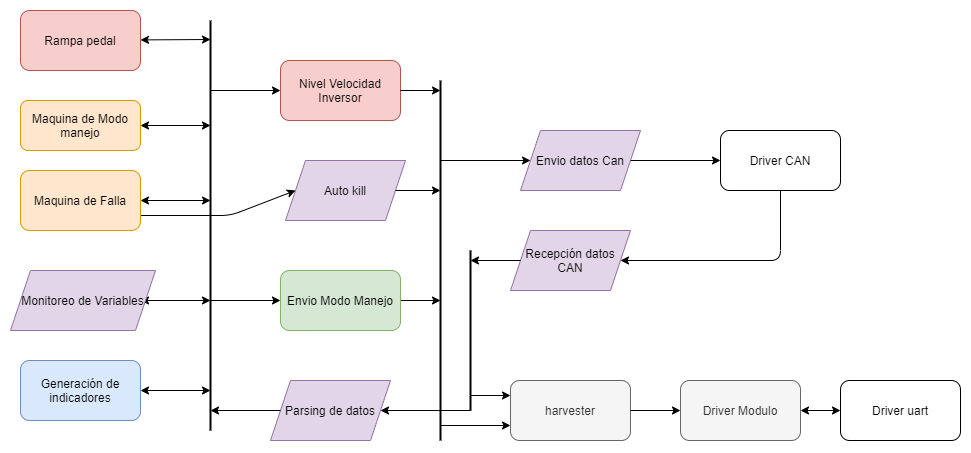 Rampa pedal
Nivel Velocidad
Inversor
Maquina de Modo
manejo
Envio datos Can
Driver CAN
Maquina de Falla
Auto kill
Recepción datos
CAN
Monitoreo de Variables
Envio Modo Manejo
Generación de
indicadores
Parsing de datos
harvester
Driver Modulo
Driver uart